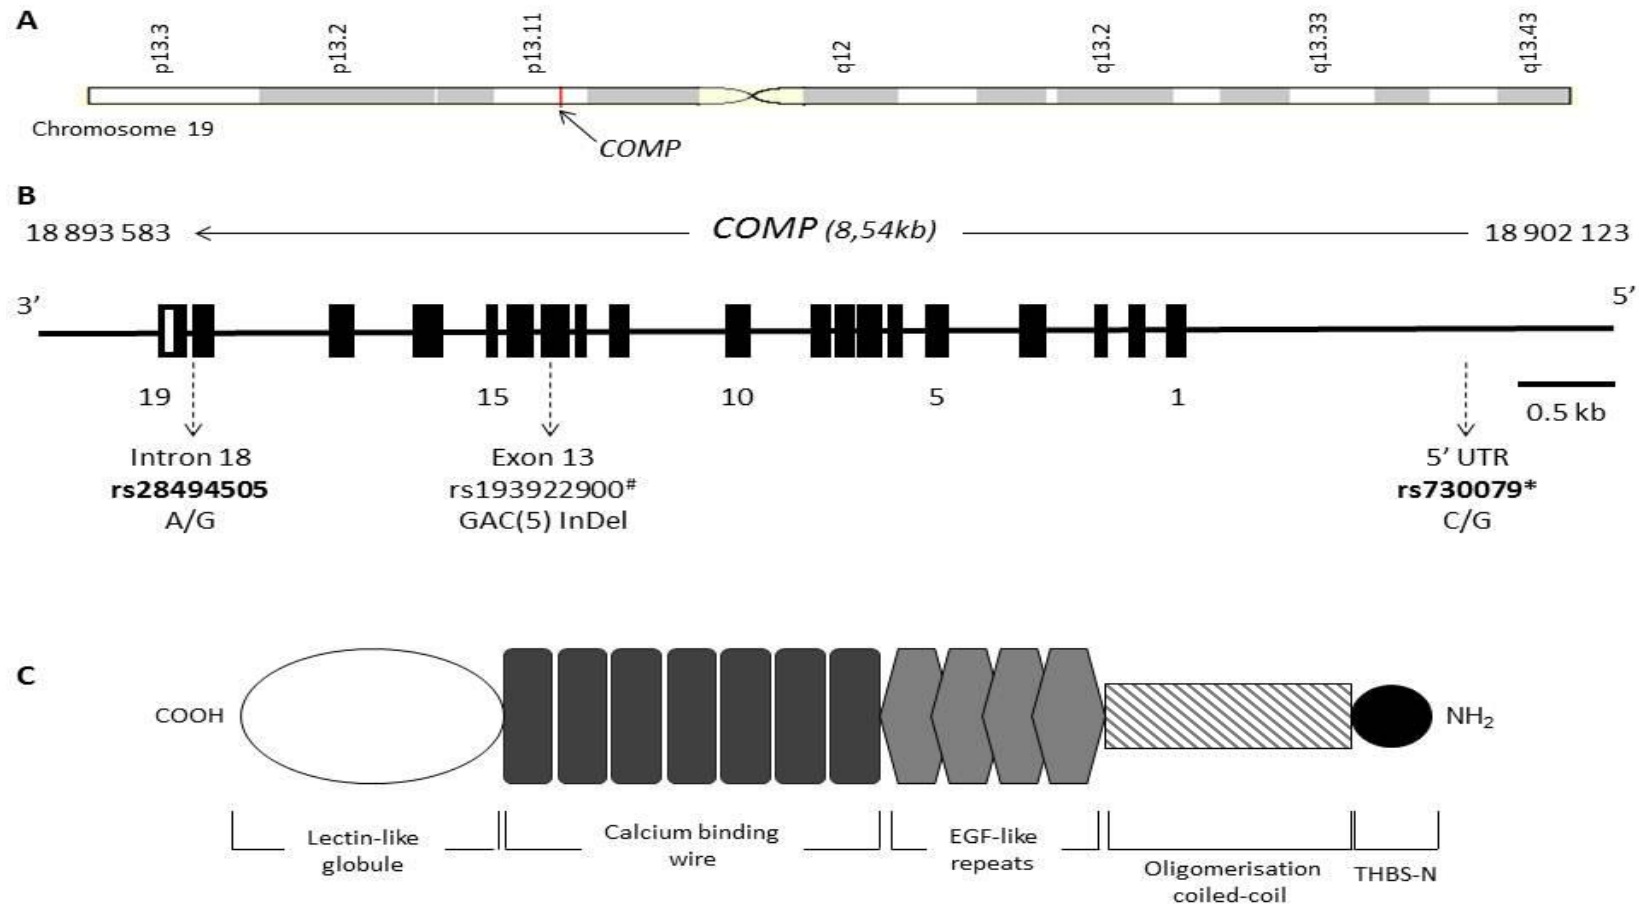 A
p13.3
p13.2
p13.11
q12
q13.2
q13.33
q13.43
Chromosome 19
COMP
B
18 893 583
COMP (8,54kb)
18 902 123
3’
5’
19
15
10
5
1
0.5 kb
Intron 18
rs28494505
A/G
Exon 13
rs193922900#
GAC(5) InDel
5’ UTR
rs730079*
C/G
C
COOH
NH2
Lectin-like
globule
Calcium binding
wire
EGF-like
repeats
Oligomerisation
coiled-coil
THBS-N